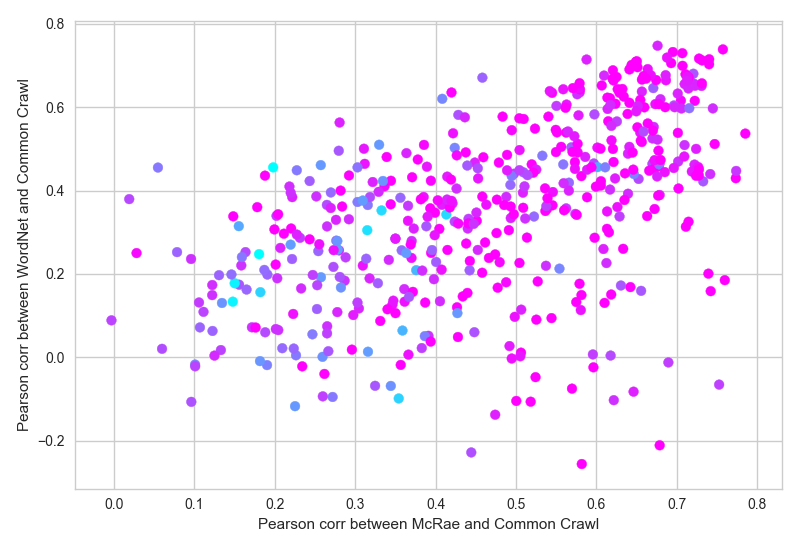 Pearson corr between WordNet and Common Crawl
0.8
0.6
0.4
0.2
0.0
−0.2
0.0 0.1 0.2 0.3 0.4 0.5 0.6 0.7 0.8
Pearson corr between McRae and Common Crawl